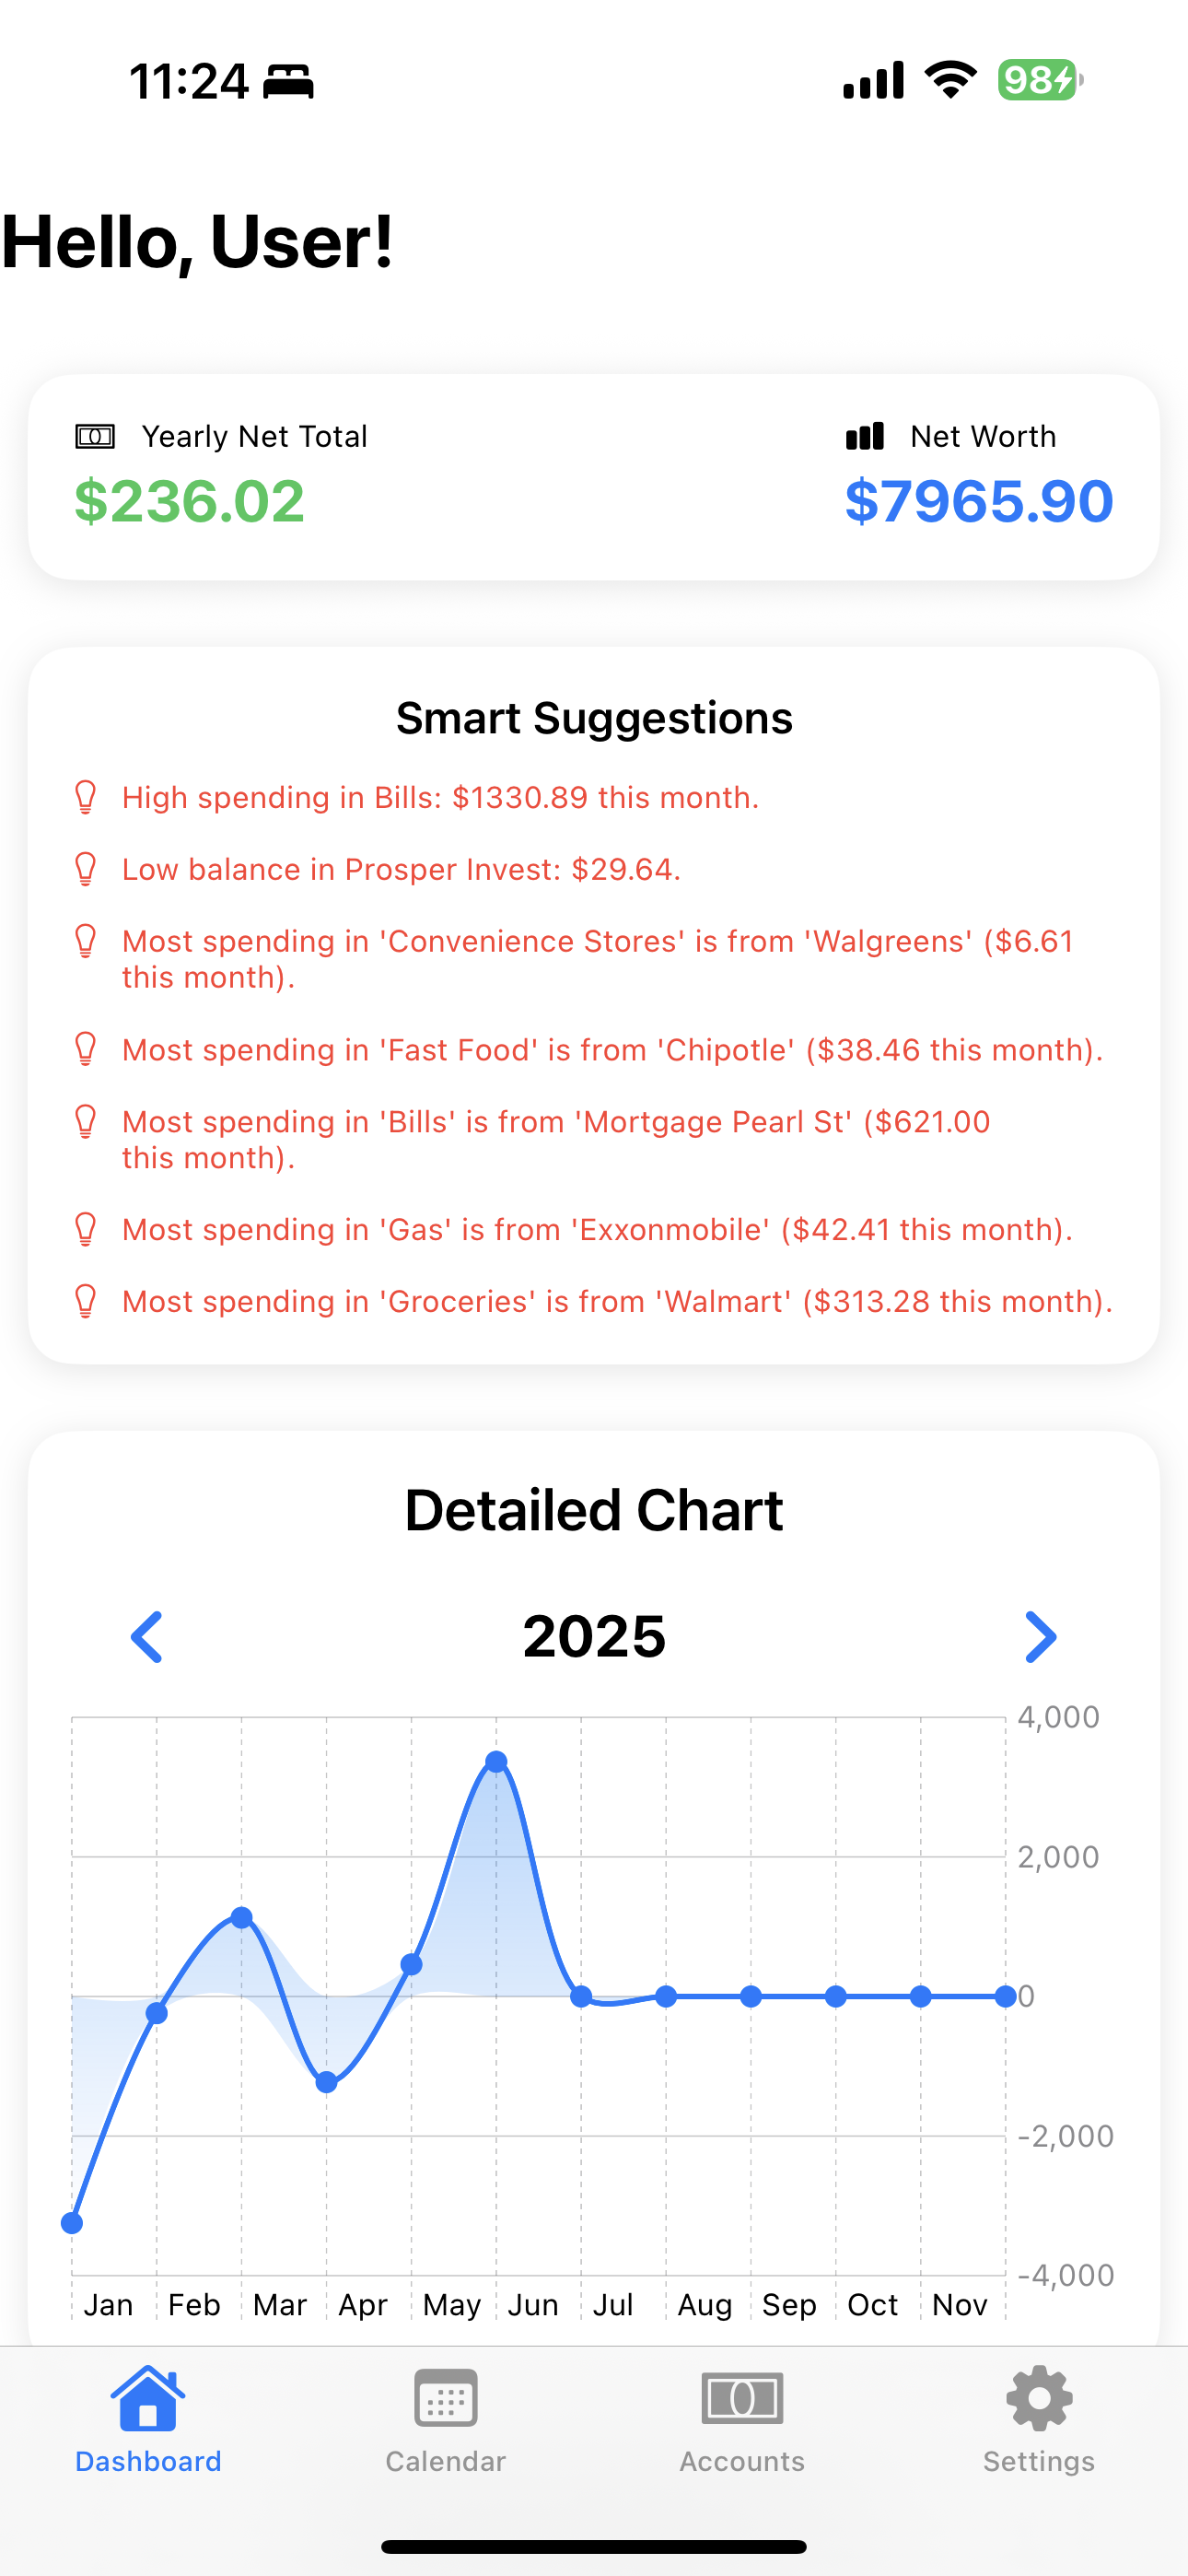 11:24
98
Hello, User!
Yearly Net Total
Net Worth
$236.02
$7965.90
Smart Suggestions
High spending in Bills: $1330.89 this month.
Low balance in Prosper Invest: $29.64.
Most spending in 'Convenience Stores' is from 'Walgreens' ($6.61
this month).
Most spending in 'Fast Food' is from 'Chipotle' ($38.46 this month).
Most spending in 'Bills' is from 'Mortgage Pearl St' ($621.00
this month).
Most spending in 'Gas' is from 'Exxonmobile' ($42.41 this month).
Most spending in 'Groceries' is from 'Walmart' ($313.28 this month).
Detailed Chart
2025
4,000
2,000
0
-2,000
-4,000
Jan Feb Mar Apr May Jun Jul Aug Sep Oct Nov
Dashboard Calendar Accounts Settings